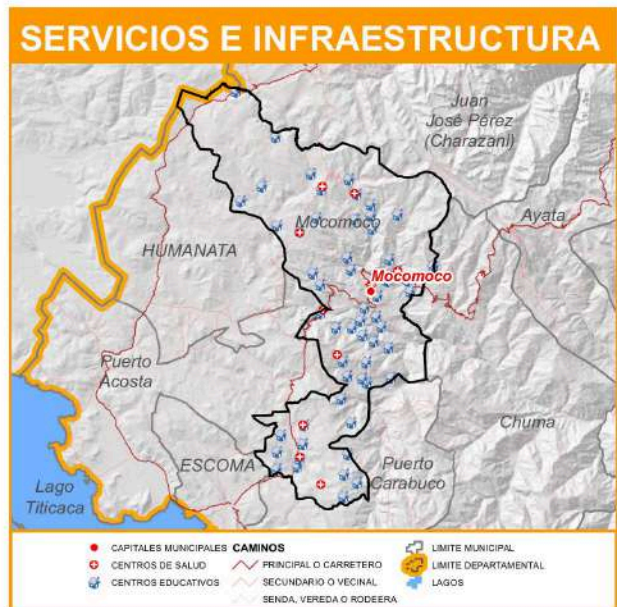 SERVICIOS E INFRAESTRUCTURA
Juan
José Pérez
(Charazani)
Ayata
Mocomoco
HUMANATA
Mocomoco
Puerto
Acosta
Chuma
ESCOMA
Puerto
Carabuco
Lago
Titicaca
CAPITALES MUNICIPALES
CENTROS DE SALUD
CENTROS EDUCATIVOS
CAMINOS
PRINCIPAL O CARRETERO
SECUNDARIO O VECINAL
SENDA, VEREDA O RODEERA
LIMITE MUNICIPAL
LIMITE DEPARTAMENTAL
LAGOS